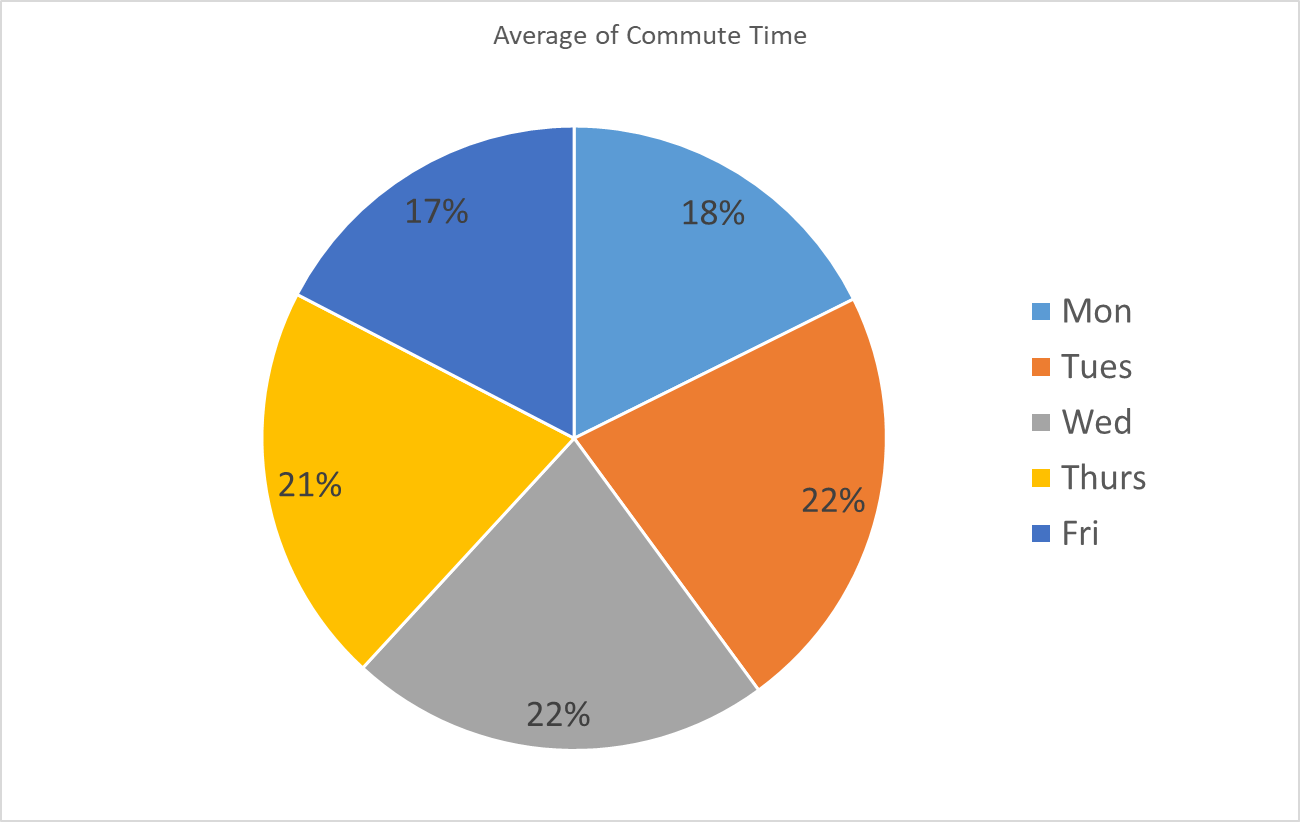 Average of Commute Time
17%
18%
21%
22%
22%
Mon
Tues
Wed
Thurs
Fri